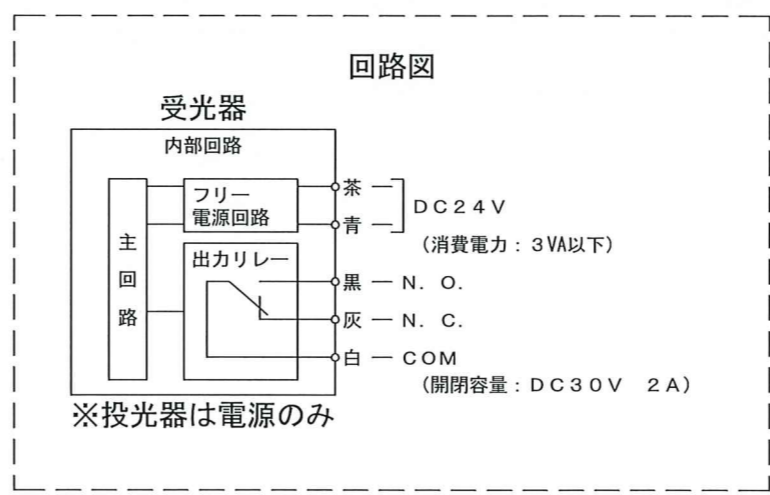 回路図
受光器
内部回路
主回路
フリー
電源回路
出力リレー
茶
青
DC24V
(消費電力：3VA以下)
黒 N. O.
灰 N. C.
白 COM
(開閉容量：DC30V 2A)
※投光器は電源のみ